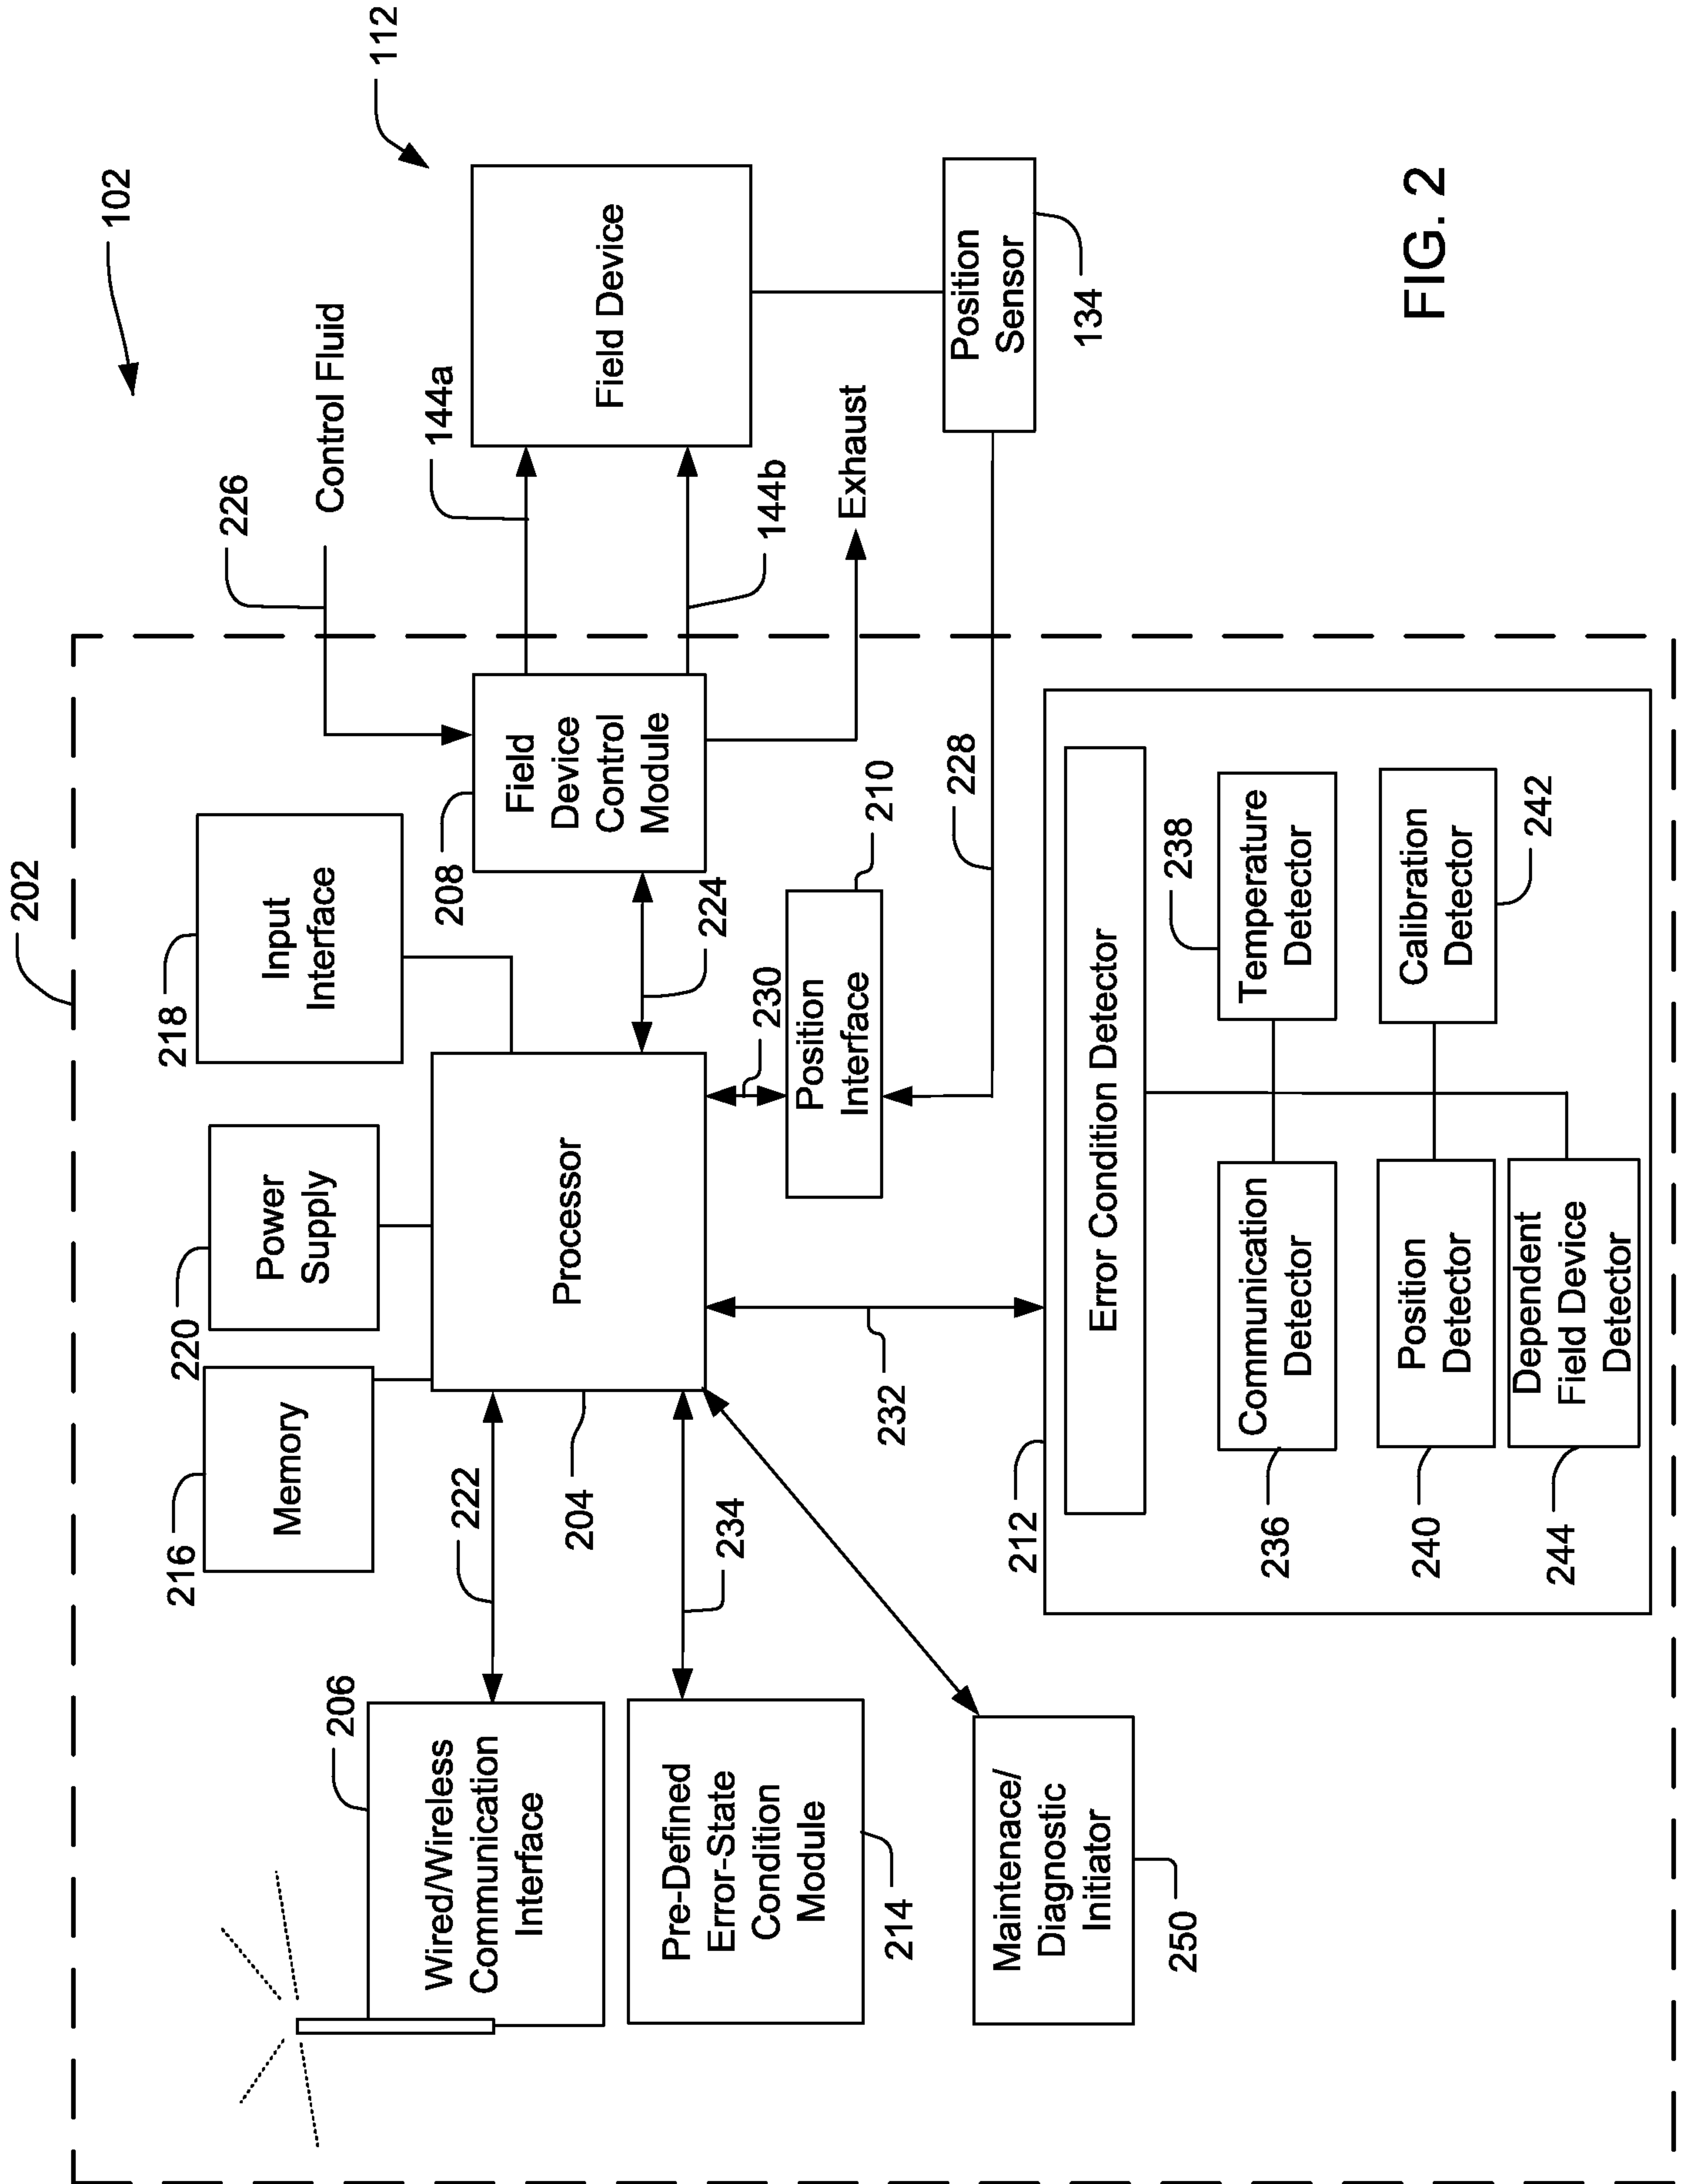 102
202
112
226
Control Fluid
218
Input
Interface
220
Power
Supply
216
Memory
206
Wired/Wireless
Communication
Interface
222
204
Processor
224
208
Field
Device
Control
Module
144a
144b
Field Device
Exhaust
234
Pre-Defined
Error-State
Condition
Module
214
230
Position
Interface
210
228
Position
Sensor
134
Maintenace/
Diagnostic
Initiator
250
232
212
Error Condition Detector
236
Communication
Detector
238
Temperature
Detector
240
Position
Detector
Calibration
Detector
242
244
Dependent
Field Device
Detector
FIG. 2